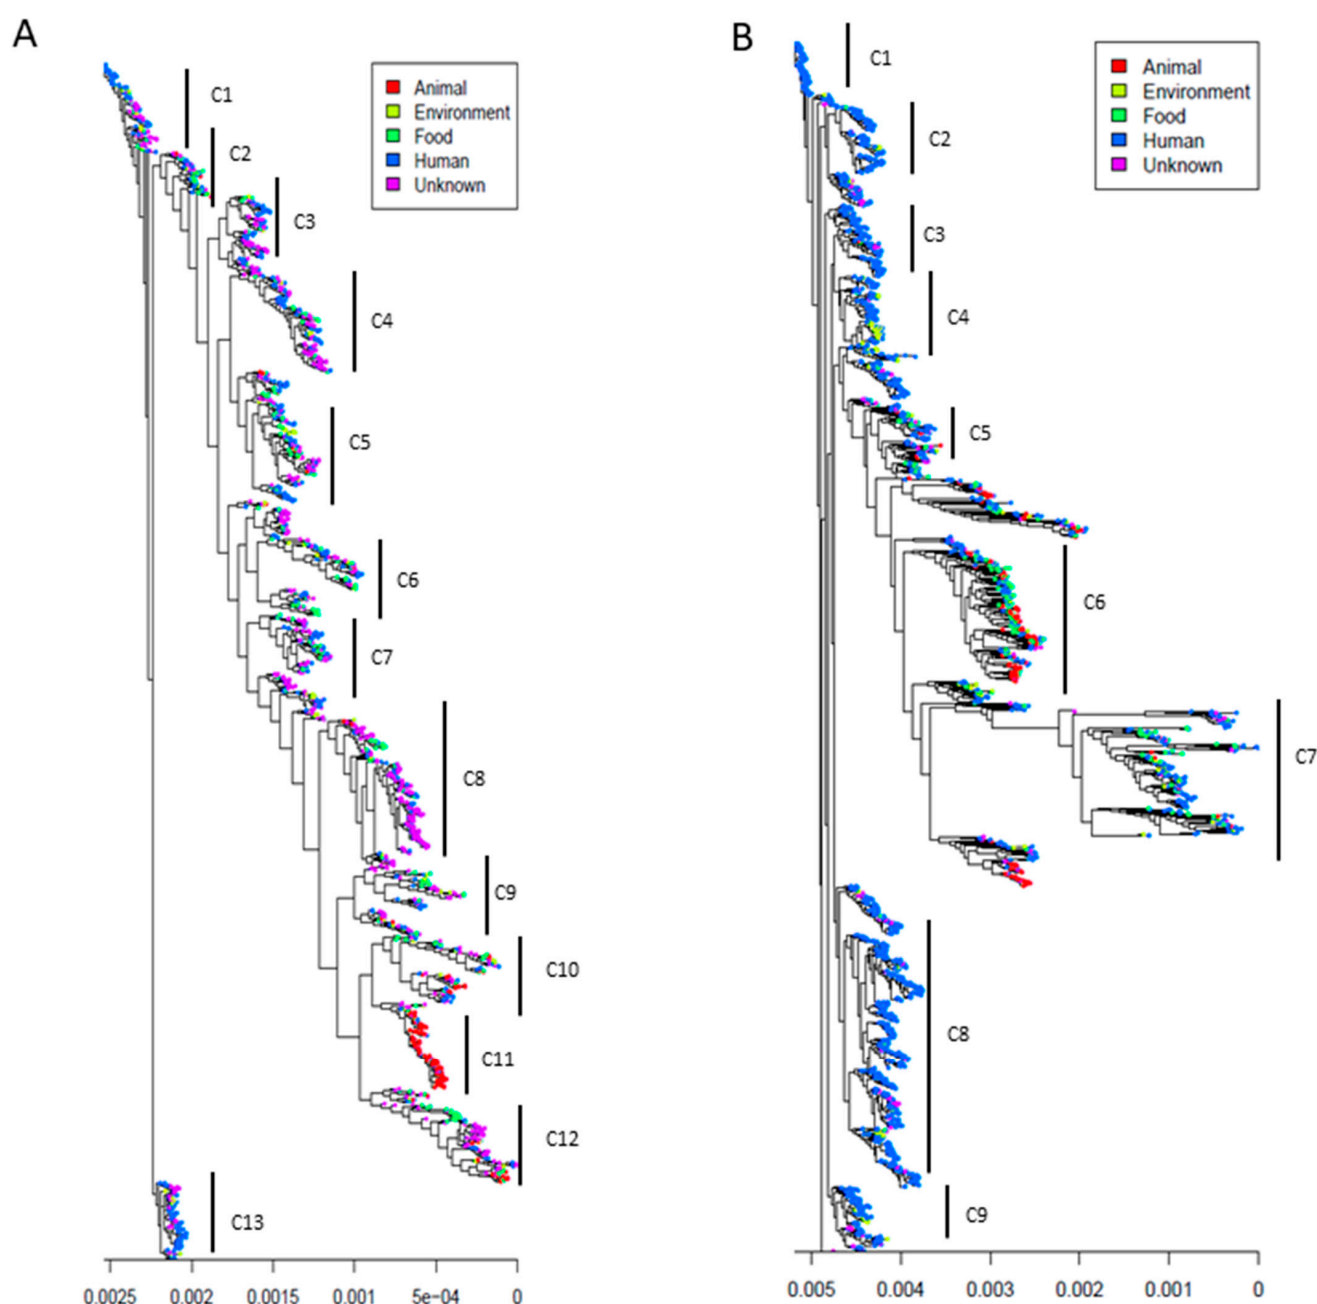 A
Animal
Environment
Food
Human
Unknown
C1
C2
C3
C4
C5
C6
C7
C8
C9
C10
C11
C12
C13
0.0025 0.002 0.0015 0.001 5e−04 0
B
Animal
Environment
Food
Human
Unknown
C1
C2
C3
C4
C5
C6
C7
C8
C9
0.005 0.004 0.003 0.002 0.001 0